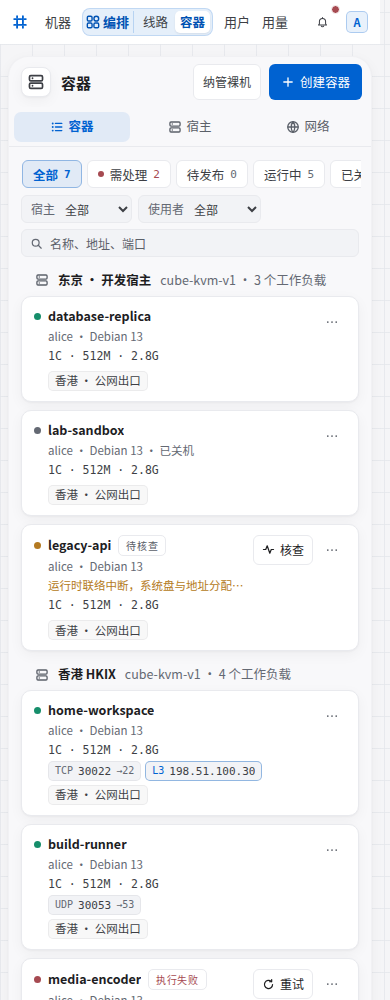 机器 编排 线路 容器 用户 用量 A
容器 纳管裸机 创建容器
容器 宿主 网络
全部 7 需处理 2 待发布 0 运行中 5
宿主 全部 使用者 全部
名称、地址、端口
东京 · 开发宿主 cube-kvm-v1 · 3 个工作负载
database-replica ...
alice · Debian 13
1C · 512M · 2.8G
香港 · 公网出口
lab-sandbox ...
alice · Debian 13 · 已关机
1C · 512M · 2.8G
香港 · 公网出口
legacy-api 待核查 核查 ...
alice · Debian 13
运行时联络中断，系统盘与地址分配…
1C · 512M · 2.8G
香港 · 公网出口
香港 HKIX cube-kvm-v1 · 4 个工作负载
home-workspace ...
alice · Debian 13
1C · 512M · 2.8G
TCP 30022 →22 L3 198.51.100.30
香港 · 公网出口
build-runner ...
alice · Debian 13
1C · 512M · 2.8G
UDP 30053 →53
香港 · 公网出口
media-encoder 执行失败 重试 ...
alice · Debian 13